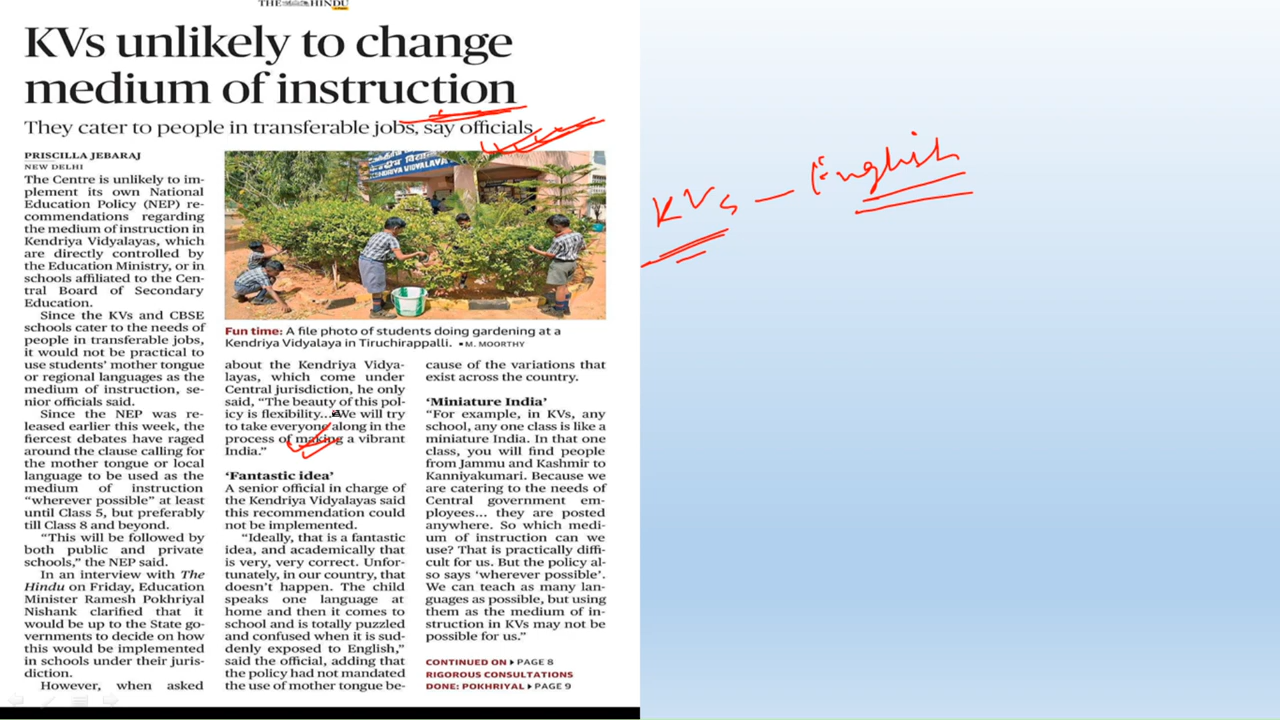 THE HINDU
KVs unlikely to change
medium of instruction
They cater to people in transferable jobs, say officials
PRISCILLA JEBARAJ
NEW DELHI
The Centre is unlikely to im-
plement its own National
Education Policy (NEP) re-
commendations regarding
the medium of instruction in
Kendriya Vidyalayas, which
are directly controlled by
the Education Ministry, or in
schools affiliated to the Cen-
tral Board of Secondary
Education.
Since the KVs and CBSE
schools cater to the needs of
people in transferable jobs,
it would not be practical to
use students' mother tongue
or regional languages as the
medium of instruction, se-
nior officials said.
Since the NEP was re-
leased earlier this week, the
fiercest debates have raged
around the clause calling for
the mother tongue or local
language to be used as the
medium of instruction
"wherever possible" at least
until Class 5, but preferably
till Class 8 and beyond.
"This will be followed by
both public and private
schools," the NEP said.
In an interview with The
Hindu on Friday, Education
Minister Ramesh Pokhriyal
Nishank clarified that it
would be up to the State go-
vernments to decide on how
this would be implemented
in schools under their juris-
diction.
However, when asked
KENDRIYA VIDYALAYA
Fun time: A file photo of students doing gardening at a
Kendriya Vidyalaya in Tiruchirappalli. ▪ M. MOORTHY
about the Kendriya Vidya-
layas, which come under
Central jurisdiction, he only
said, "The beauty of this pol-
icy is flexibility... We will try
to take everyone along in the
process of making a vibrant
India."
'Fantastic idea'
A senior official in charge of
the Kendriya Vidyalayas said
this recommendation could
not be implemented.
"Ideally, that is a fantastic
idea, and academically that
is very, very correct. Unfor-
tunately, in our country, that
doesn't happen. The child
speaks one language at
home and then it comes to
school and is totally puzzled
and confused when it is sud-
denly exposed to English,"
said the official, adding that
the policy had not mandated
the use of mother tongue be-
cause of the variations that
exist across the country.
'Miniature India'
"For example, in KVs, any
school, any one class is like a
miniature India. In that one
class, you will find people
from Jammu and Kashmir to
Kanniyakumari. Because we
are catering to the needs of
Central government em-
ployees... they are posted
anywhere. So which medi-
um of instruction can we
use? That is practically diffi-
cult for us. But the policy al-
so says 'wherever possible'.
We can teach as many lan-
guages as possible, but using
them as the medium of in-
struction in KVs may not be
possible for us."
CONTINUED ON ▸ PAGE 8
RIGOROUS CONSULTATIONS
DONE: POKHRIYAL ▸ PAGE 9
KVs — English